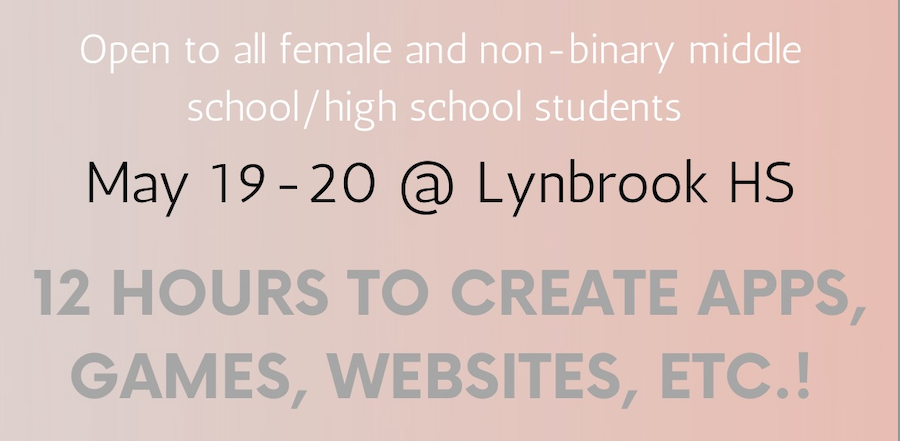 Open to all female and non-binary middle
school/high school students
May 19-20 @ Lynbrook HS
12 HOURS TO CREATE APPS,
GAMES, WEBSITES, ETC.!